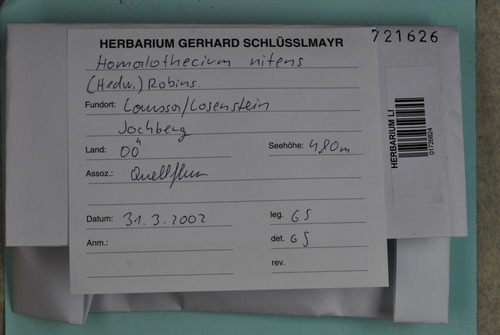 HERBARIUM GERHARD SCHLÜSSLMAYR
721626
Homalothecium nitens
(Hedw.) Robins.
Fundort: Laussa/Losenstein
Jochberg
Land: OÖ Seehöhe: 480m
Assoz.: Quellflur
Datum: 31.3.2002 leg. GS
Anm.: det. GS
rev.
HERBARIUM LI